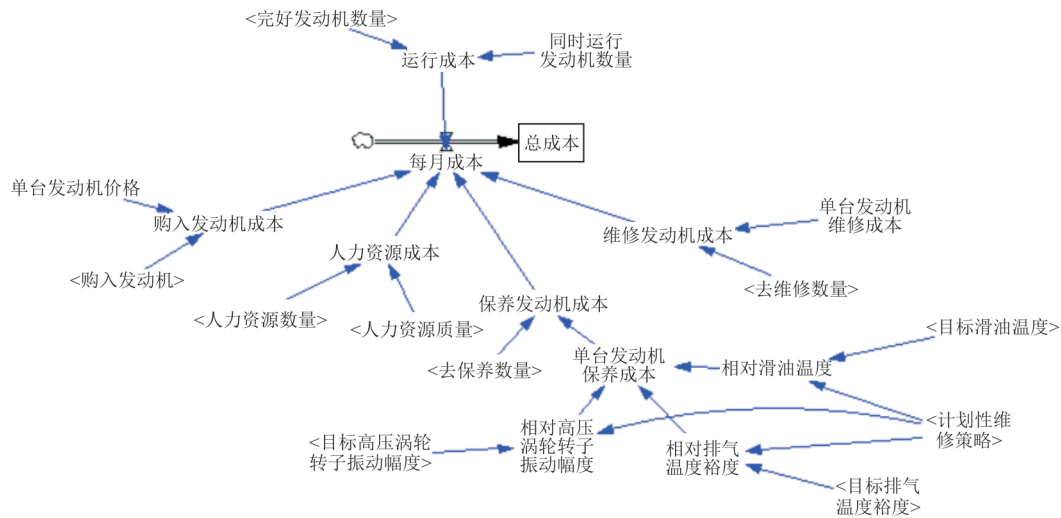 <完好发动机数量>
同时运行
发动机数量
运行成本
总成本
每月成本
单台发动机价格
购入发动机成本
单台发动机
维修成本
维修发动机成本
人力资源成本
<购入发动机>
<去维修数量>
保养发动机成本
<人力资源数量>
<人力资源质量>
<目标滑油温度>
单台发动机
保养成本
<去保养数量>
相对滑油温度
<计划性维
修策略>
相对高压
涡轮转子
振动幅度
<目标高压涡轮
转子振动幅度>
相对排气
温度裕度
<目标排气
温度裕度>